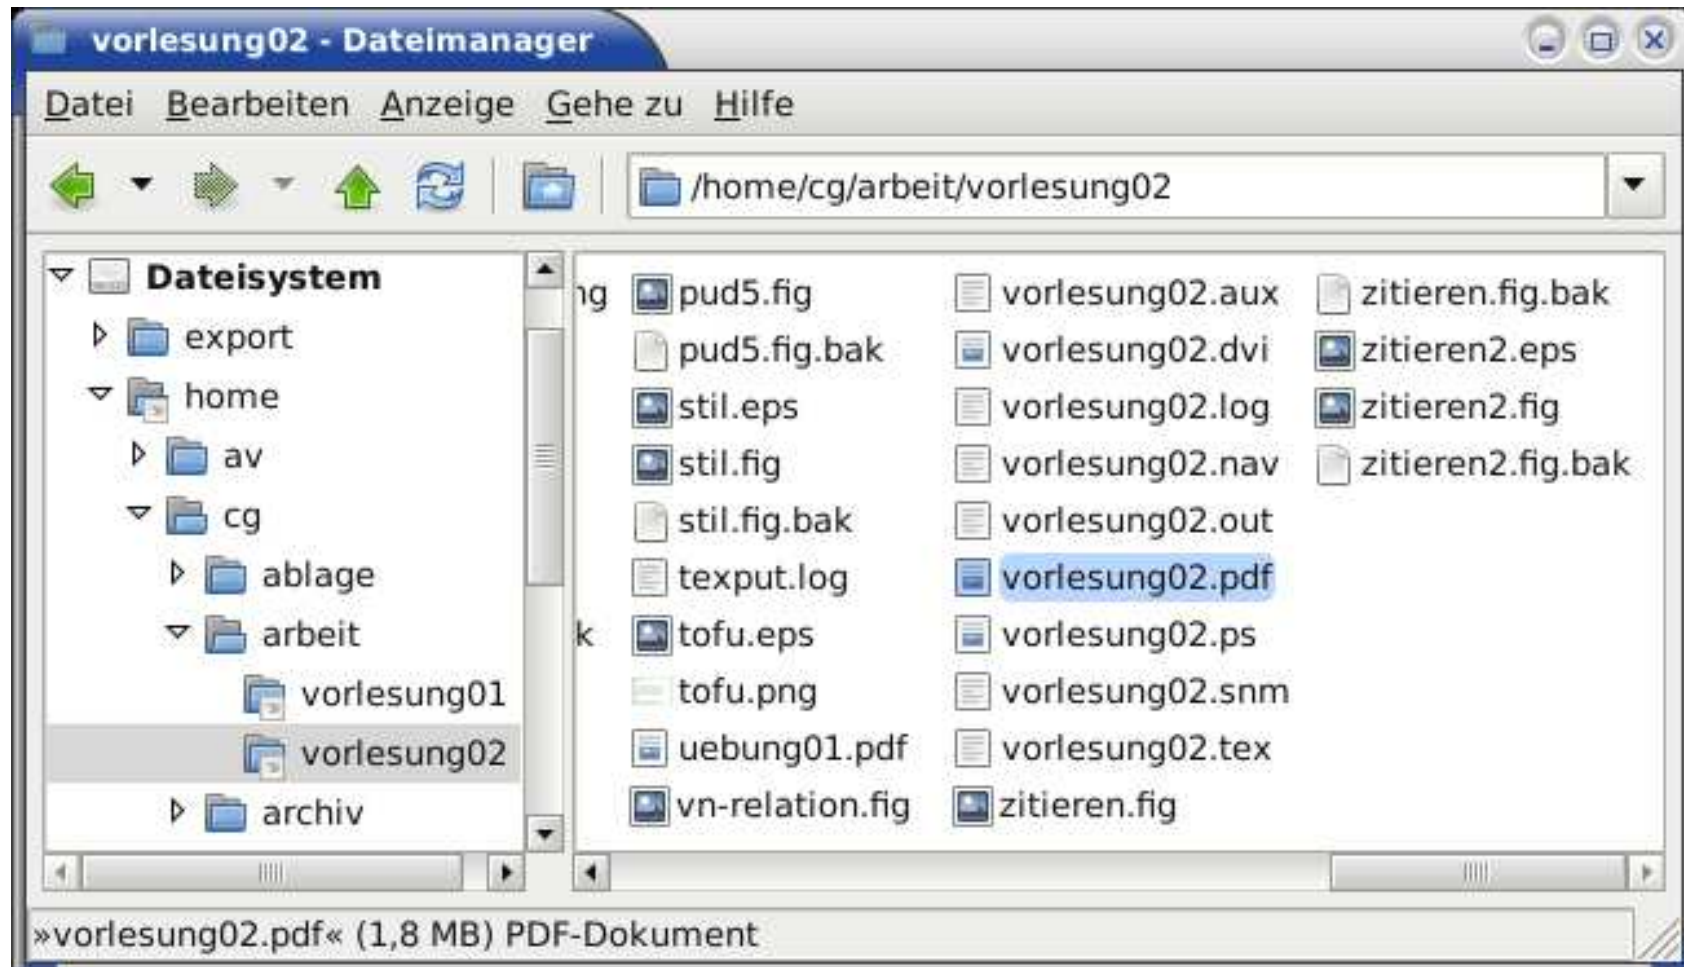 vorlesung02 - Dateimanager
Datei Bearbeiten Anzeige Gehe zu Hilfe
/home/cg/arbeit/vorlesung02
Dateisystem
export
home
av
cg
ablage
arbeit
vorlesung01
vorlesung02
archiv
ng
k
pud5.fig
pud5.fig.bak
stil.eps
stil.fig
stil.fig.bak
texput.log
tofu.eps
tofu.png
uebung01.pdf
vn-relation.fig
vorlesung02.aux
vorlesung02.dvi
vorlesung02.log
vorlesung02.nav
vorlesung02.out
vorlesung02.pdf
vorlesung02.ps
vorlesung02.snm
vorlesung02.tex
zitieren.fig
zitieren.fig.bak
zitieren2.eps
zitieren2.fig
zitieren2.fig.bak
»vorlesung02.pdf« (1,8 MB) PDF-Dokument